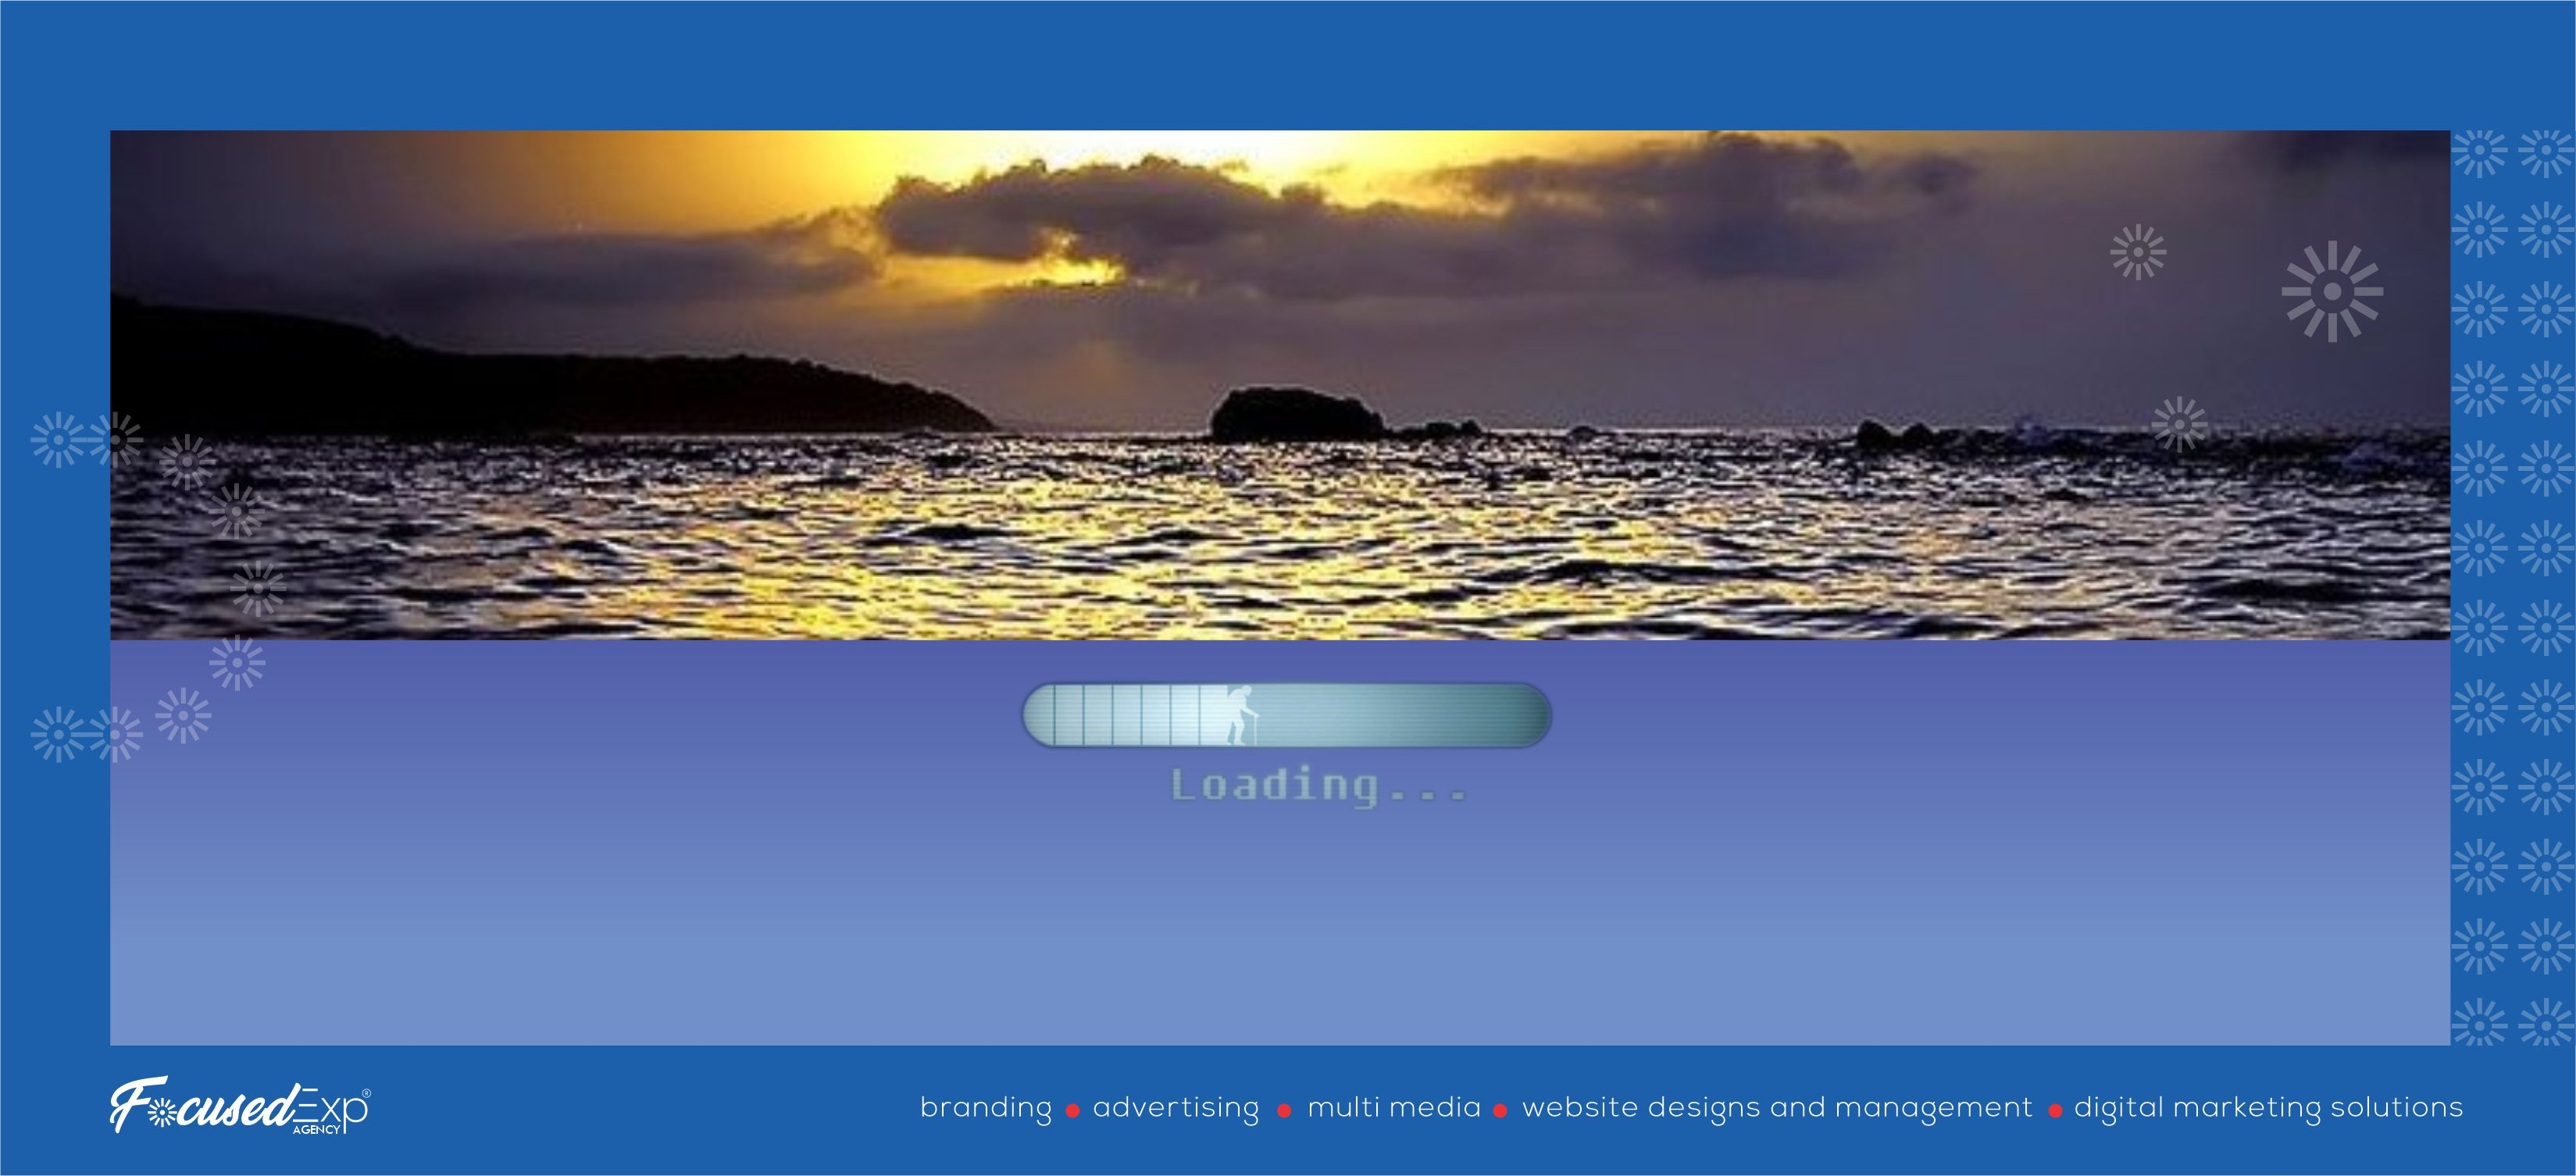 Loading...
FocusedExp®
AGENCY
branding • advertising • multi media • website designs and management • digital marketing solutions